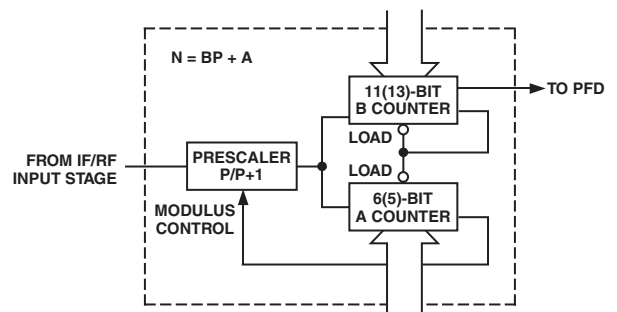 N = BP + A
11(13)-BIT
B COUNTER
TO PFD
LOAD
FROM IF/RF
INPUT STAGE
PRESCALER
P/P+1
LOAD
MODULUS
CONTROL
6(5)-BIT
A COUNTER